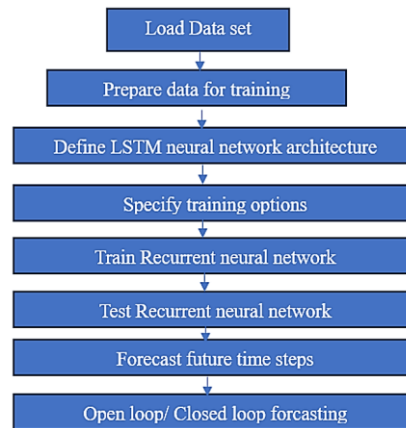 Load Data set
Prepare data for training
Define LSTM neural network architecture
Specify training options
Train Recurrent neural network
Test Recurrent neural network
Forecast future time steps
Open loop/ Closed loop forcasting